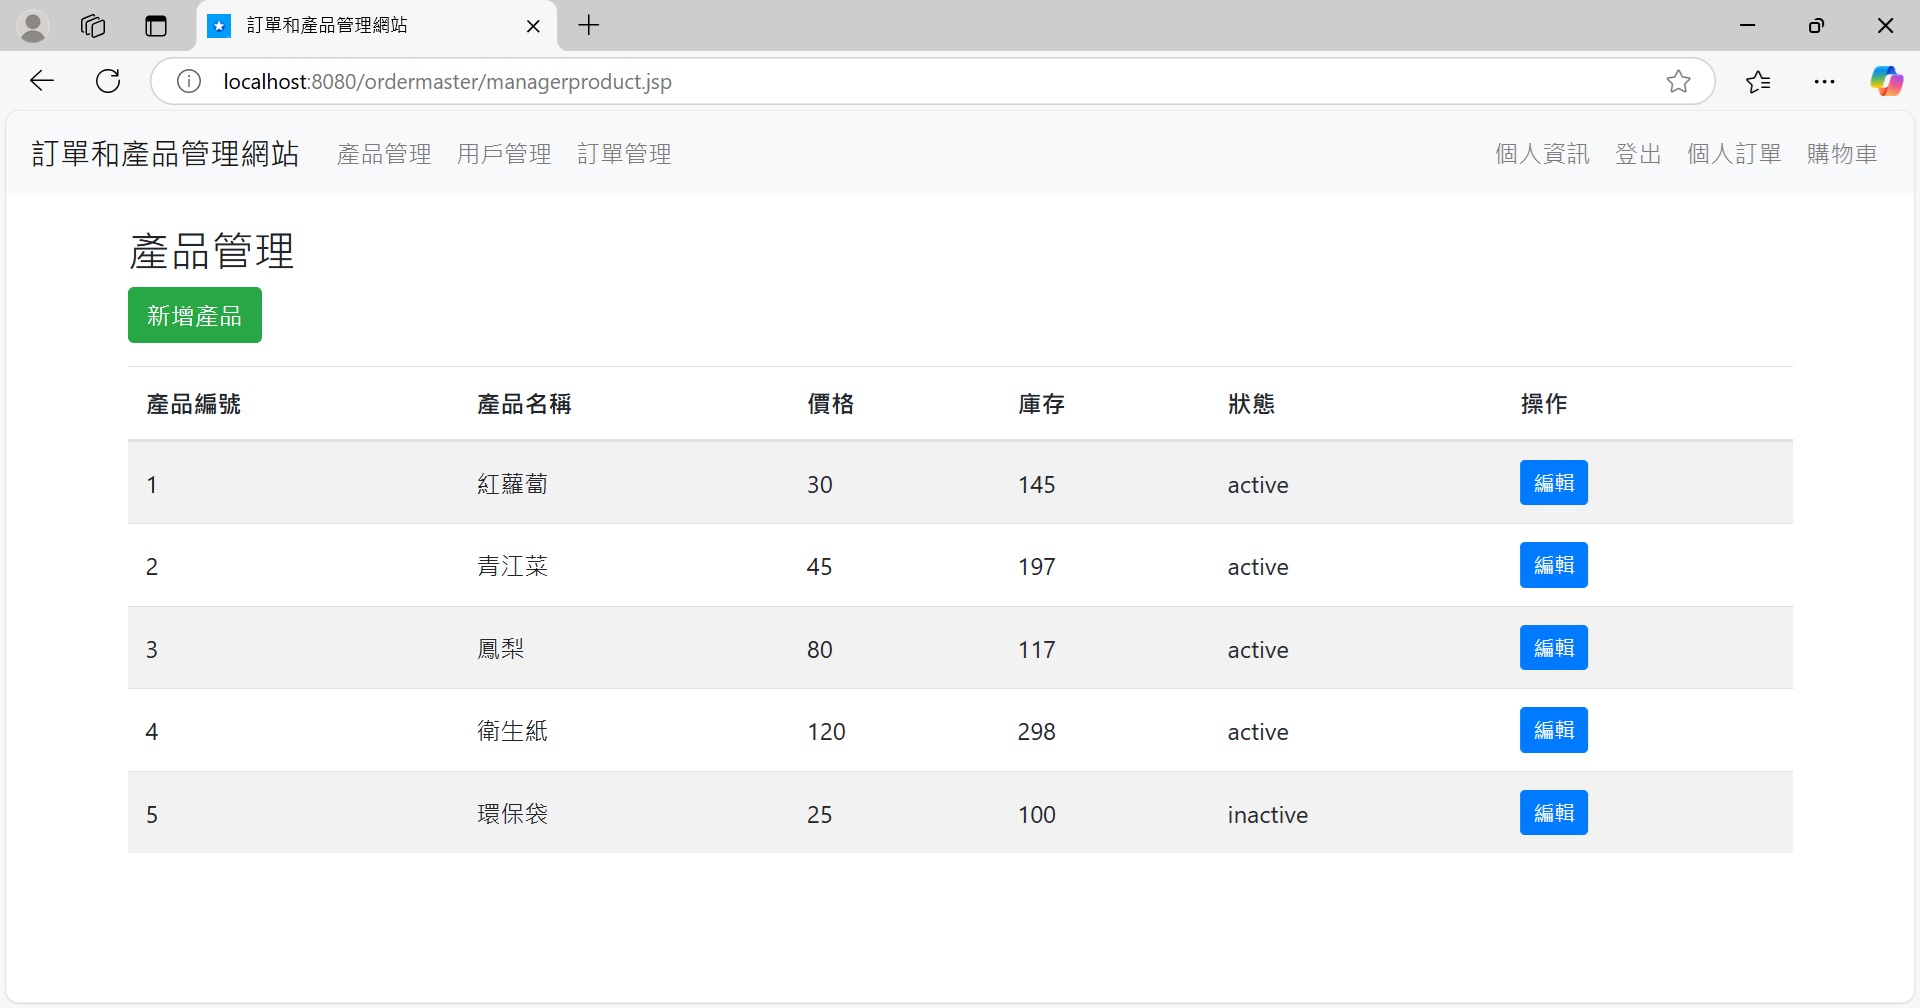 訂單和產品管理網站
localhost:8080/ordermaster/managerproduct.jsp
訂單和產品管理網站 產品管理 用戶管理 訂單管理 個人資訊 登出 個人訂單 購物車
產品管理
新增產品
產品編號 產品名稱 價格 庫存 狀態 操作
1 紅蘿蔔 30 145 active 編輯
2 青江菜 45 197 active 編輯
3 鳳梨 80 117 active 編輯
4 衛生紙 120 298 active 編輯
5 環保袋 25 100 inactive 編輯